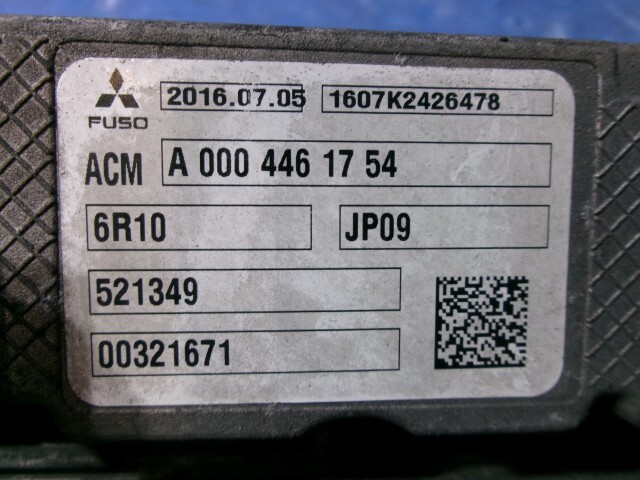 2016.07.05 1607K2426478
FUSO
ACM A 000 446 17 54
6R10 JP09
521349
00321671